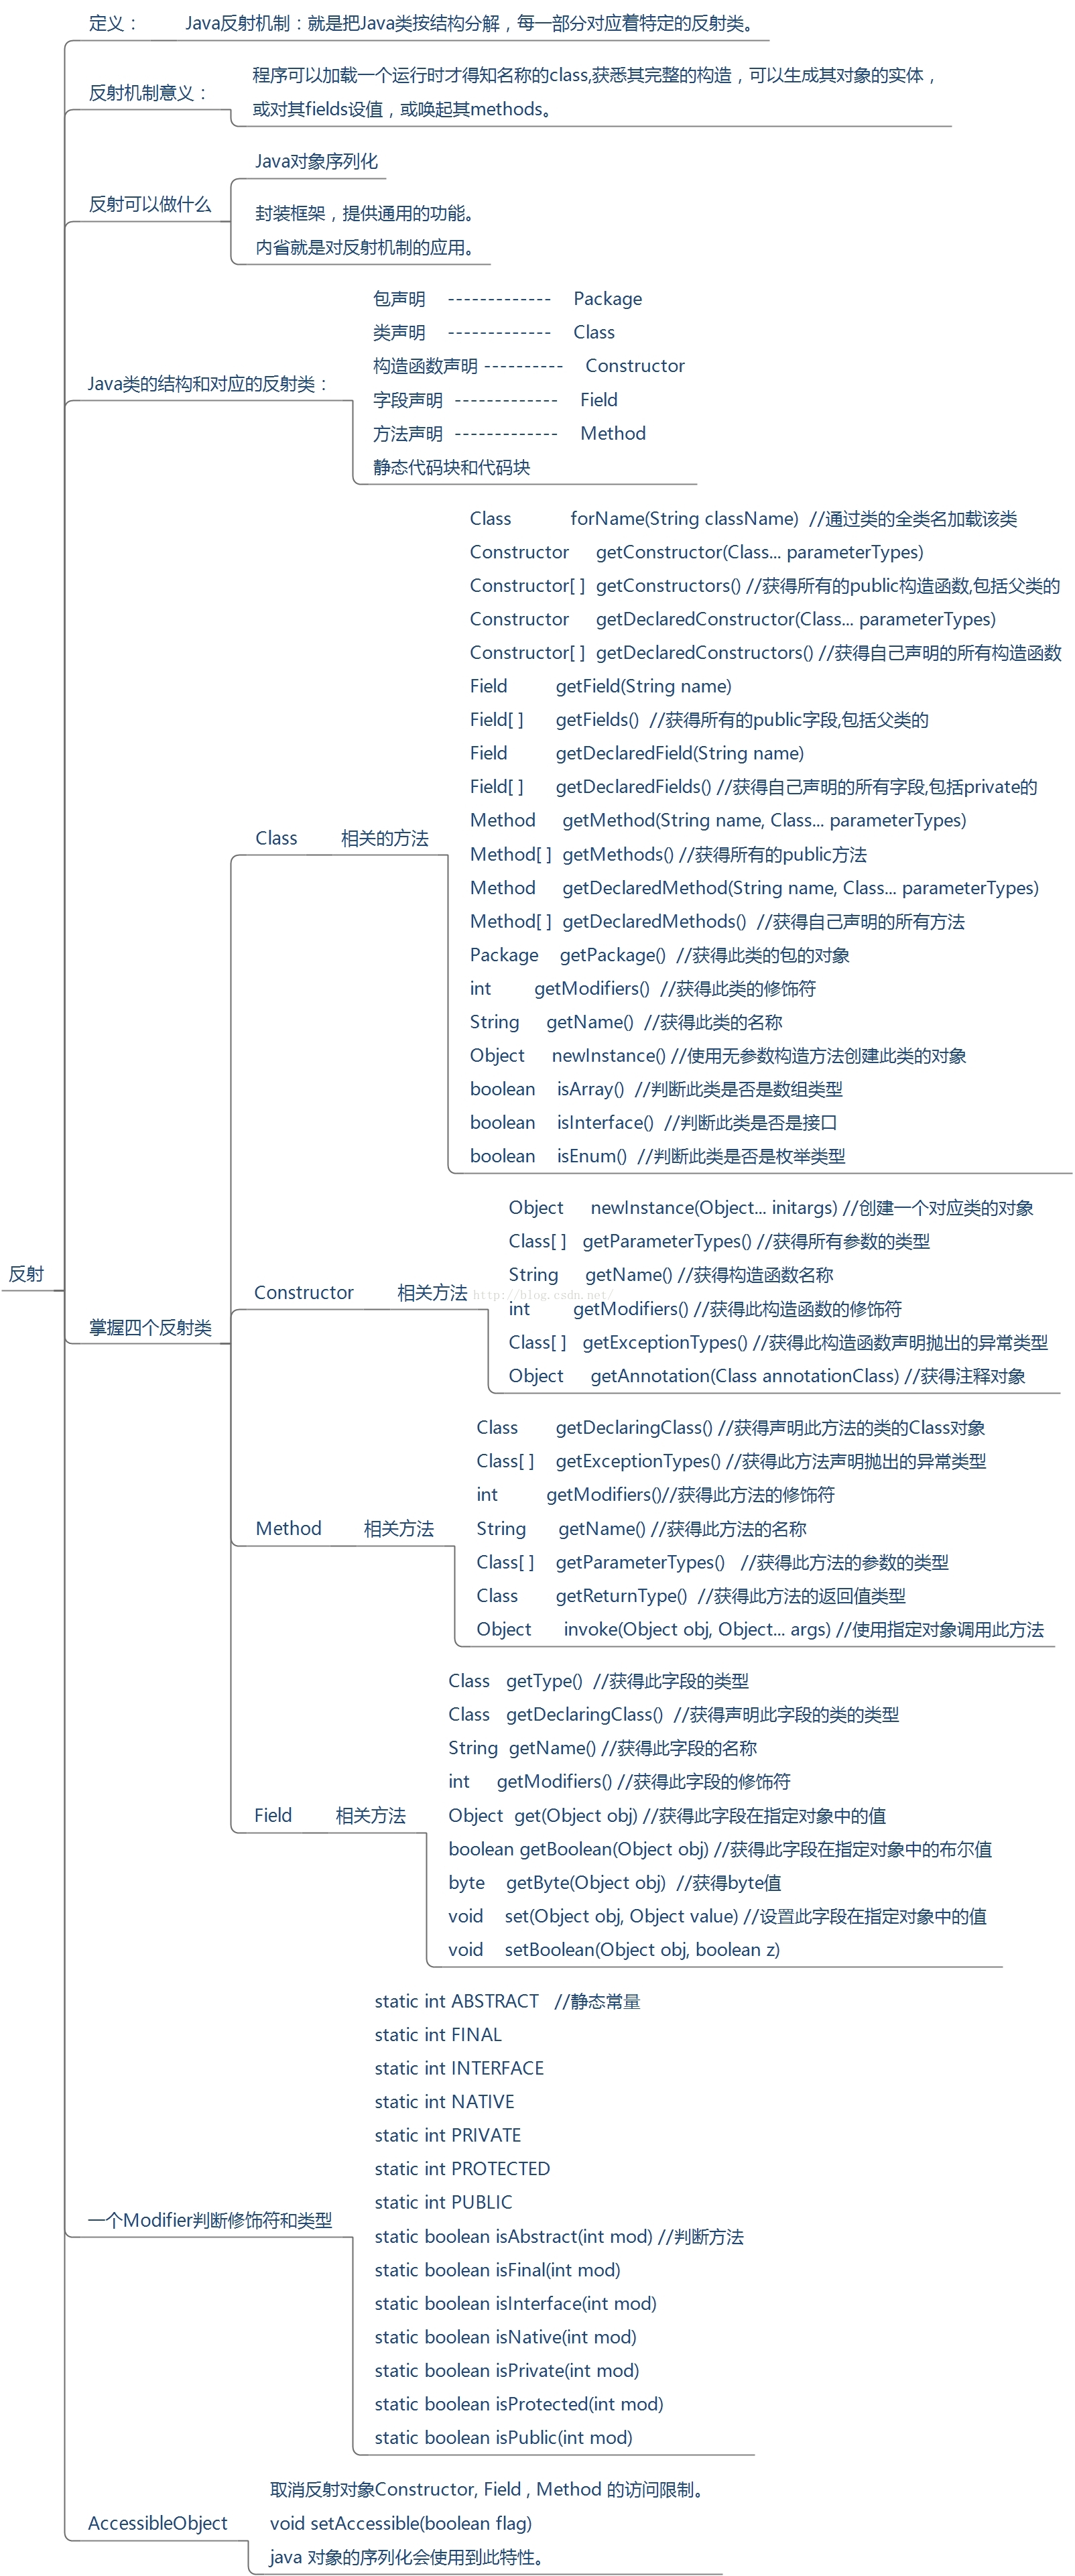 定义：
Java反射机制：就是把Java类按结构分解，每一部分对应着特定的反射类。
反射机制意义：
程序可以加载一个运行时才得知名称的class,获悉其完整的构造，可以生成其对象的实体，
或对其fields设值，或唤起其methods。
反射可以做什么
Java对象序列化
封装框架，提供通用的功能。
内省就是对反射机制的应用。
Java类的结构和对应的反射类：
包声明 ------------- Package
类声明 ------------- Class
构造函数声明 ---------- Constructor
字段声明 ------------- Field
方法声明 ------------- Method
静态代码块和代码块
反射
掌握四个反射类
Class 相关的方法
Class forName(String className) //通过类的全类名加载该类
Constructor getConstructor(Class... parameterTypes)
Constructor[ ] getConstructors() //获得所有的public构造函数,包括父类的
Constructor getDeclaredConstructor(Class... parameterTypes)
Constructor[ ] getDeclaredConstructors() //获得自己声明的所有构造函数
Field getField(String name)
Field[ ] getFields() //获得所有的public字段,包括父类的
Field getDeclaredField(String name)
Field[ ] getDeclaredFields() //获得自己声明的所有字段,包括private的
Method getMethod(String name, Class... parameterTypes)
Method[ ] getMethods() //获得所有的public方法
Method getDeclaredMethod(String name, Class... parameterTypes)
Method[ ] getDeclaredMethods() //获得自己声明的所有方法
Package getPackage() //获得此类的包的对象
int getModifiers() //获得此类的修饰符
String getName() //获得此类的名称
Object newInstance() //使用无参数构造方法创建此类的对象
boolean isArray() //判断此类是否是数组类型
boolean isInterface() //判断此类是否是接口
boolean isEnum() //判断此类是否是枚举类型
Constructor 相关方法
http://blog.csdn.net/
Object newInstance(Object... initargs) //创建一个对应类的对象
Class[ ] getParameterTypes() //获得所有参数的类型
String getName() //获得构造函数名称
int getModifiers() //获得此构造函数的修饰符
Class[ ] getExceptionTypes() //获得此构造函数声明抛出的异常类型
Object getAnnotation(Class annotationClass) //获得注释对象
Method 相关方法
Class getDeclaringClass() //获得声明此方法的类的Class对象
Class[ ] getExceptionTypes() //获得此方法声明抛出的异常类型
int getModifiers()//获得此方法的修饰符
String getName() //获得此方法的名称
Class[ ] getParameterTypes() //获得此方法的参数的类型
Class getReturnType() //获得此方法的返回值类型
Object invoke(Object obj, Object... args) //使用指定对象调用此方法
Field 相关方法
Class getType() //获得此字段的类型
Class getDeclaringClass() //获得声明此字段的类的类型
String getName() //获得此字段的名称
int getModifiers() //获得此字段的修饰符
Object get(Object obj) //获得此字段在指定对象中的值
boolean getBoolean(Object obj) //获得此字段在指定对象中的布尔值
byte getByte(Object obj) //获得byte值
void set(Object obj, Object value) //设置此字段在指定对象中的值
void setBoolean(Object obj, boolean z)
一个Modifier判断修饰符和类型
static int ABSTRACT //静态常量
static int FINAL
static int INTERFACE
static int NATIVE
static int PRIVATE
static int PROTECTED
static int PUBLIC
static boolean isAbstract(int mod) //判断方法
static boolean isFinal(int mod)
static boolean isInterface(int mod)
static boolean isNative(int mod)
static boolean isPrivate(int mod)
static boolean isProtected(int mod)
static boolean isPublic(int mod)
AccessibleObject
取消反射对象Constructor, Field , Method 的访问限制。
void setAccessible(boolean flag)
java 对象的序列化会使用到此特性。